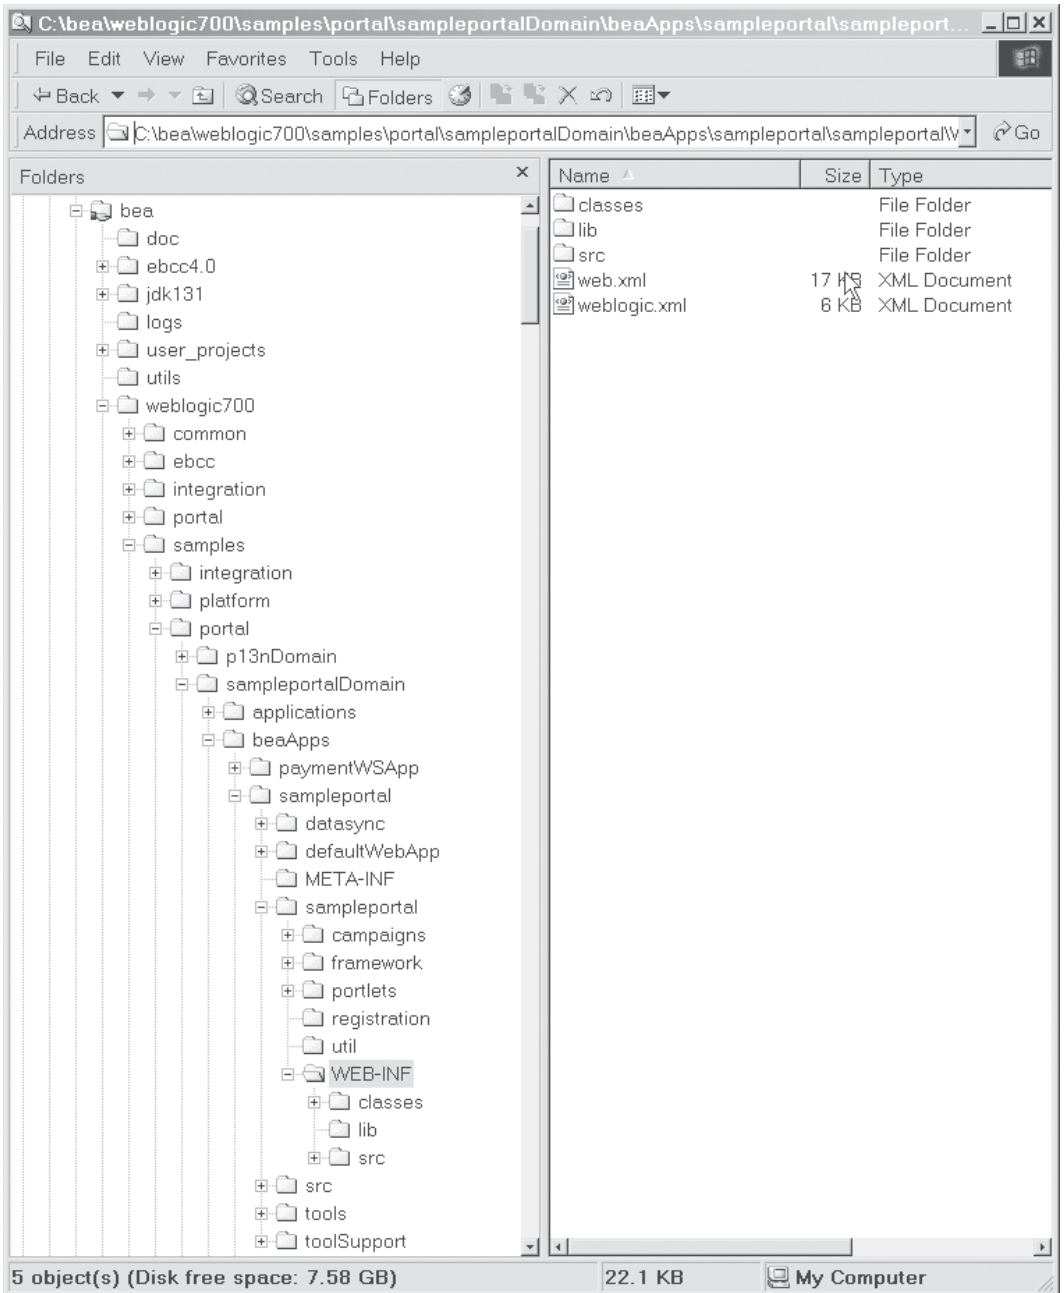 C:\bea\weblogic700\samples\portal\sampleportalDomain\beaApps\sampleportal\sampleport...
File Edit View Favorites Tools Help
Back Search Folders
Address C:\bea\weblogic700\samples\portal\sampleportalDomain\beaApps\sampleportal\sampleportal\W Go
Folders
Name Size Type
bea
doc
ebcc4.0
jdk131
logs
user_projects
utils
weblogic700
common
ebcc
integration
portal
samples
integration
platform
portal
p13nDomain
sampleportalDomain
applications
beaApps
paymentWSApp
sampleportal
datasync
defaultWebApp
META-INF
sampleportal
campaigns
framework
portlets
registration
util
WEB-INF
classes
lib
src
src
tools
toolSupport
classes File Folder
lib File Folder
src File Folder
web.xml 17 KB XML Document
weblogic.xml 6 KB XML Document
5 object(s) (Disk free space: 7.58 GB) 22.1 KB My Computer